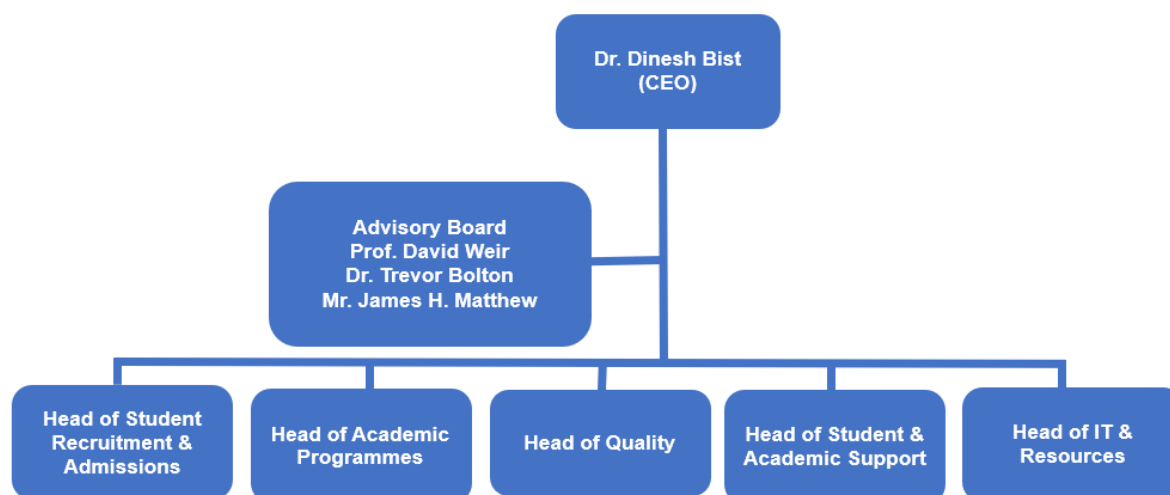 Dr. Dinesh Bist
(CEO)
Advisory Board
Prof. David Weir
Dr. Trevor Bolton
Mr. James H. Matthew
Head of Student
Recruitment &
Admissions
Head of Academic
Programmes
Head of Quality
Head of Student &
Academic Support
Head of IT &
Resources